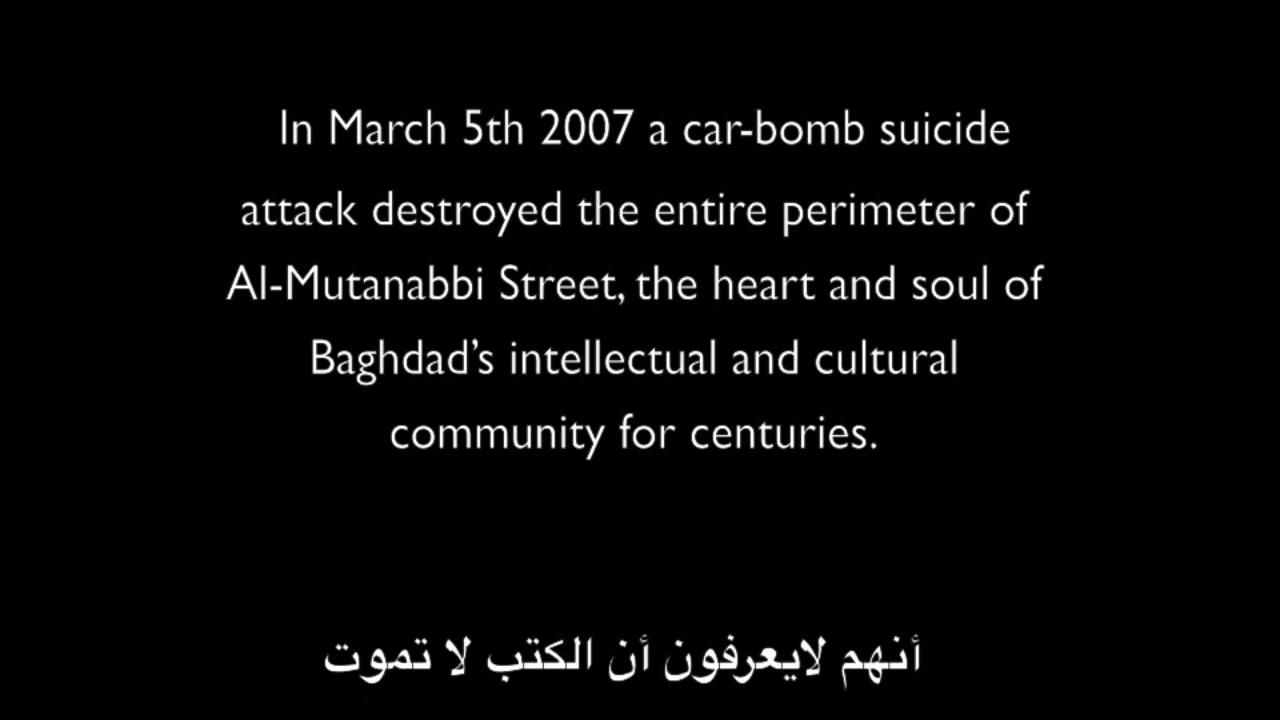 In March 5th 2007 a car-bomb suicide
attack destroyed the entire perimeter of
Al-Mutanabbi Street, the heart and soul of
Baghdad’s intellectual and cultural
community for centuries.
أنهم لايعرفون أن الكتب لا تموت